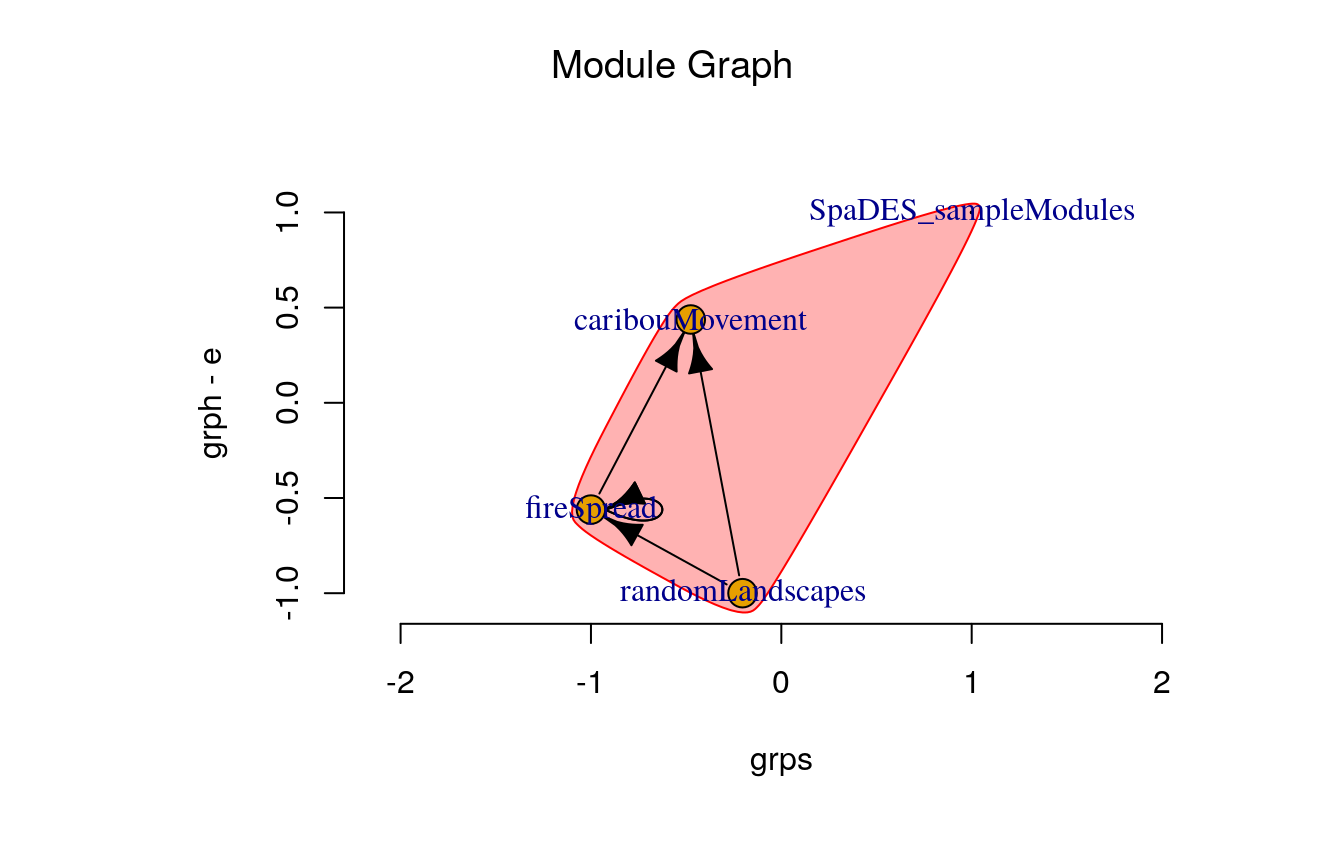 Module Graph
SpaDES_sampleModules
caribouMovement
fireSpread
randomLandscapes
1.0
0.5
0.0
-0.5
-1.0
grph - e
-2 -1 0 1 2
grps